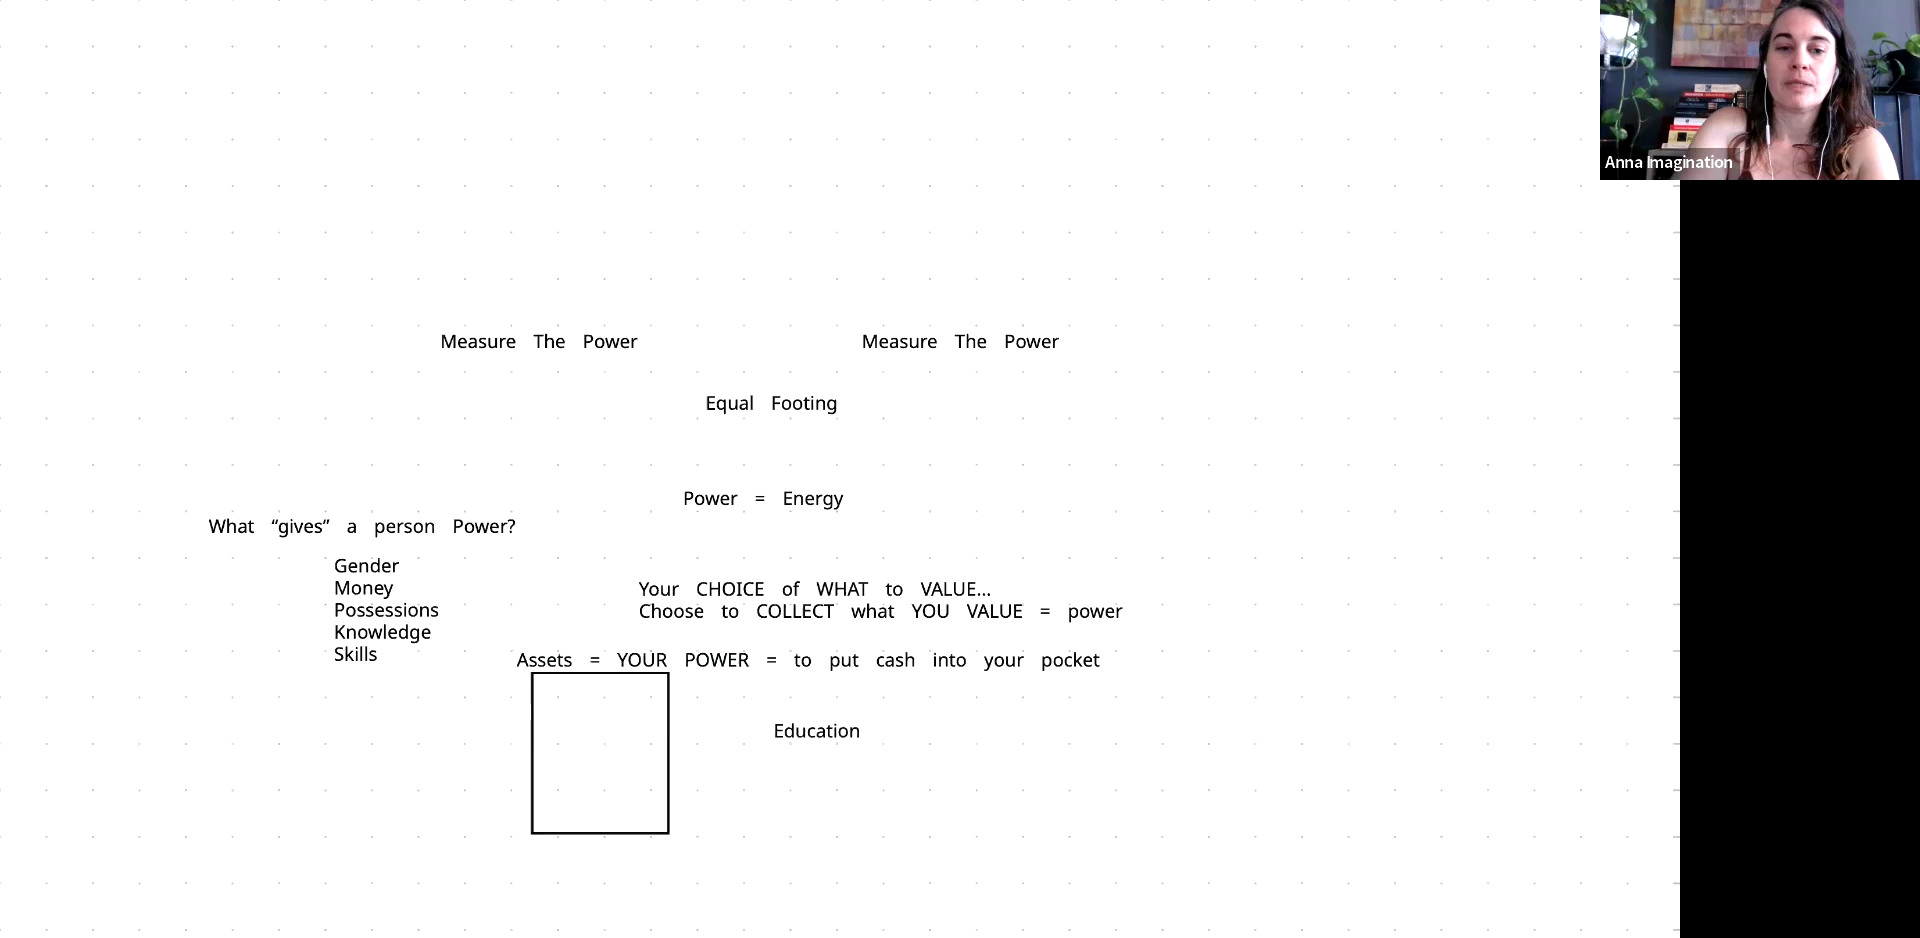 Anna Imagination
Measure The Power
Measure The Power
Equal Footing
Power = Energy
What “gives” a person Power?
Gender
Money
Possessions
Knowledge
Skills
Your CHOICE of WHAT to VALUE...
Choose to COLLECT what YOU VALUE = power
Assets = YOUR POWER = to put cash into your pocket
Education